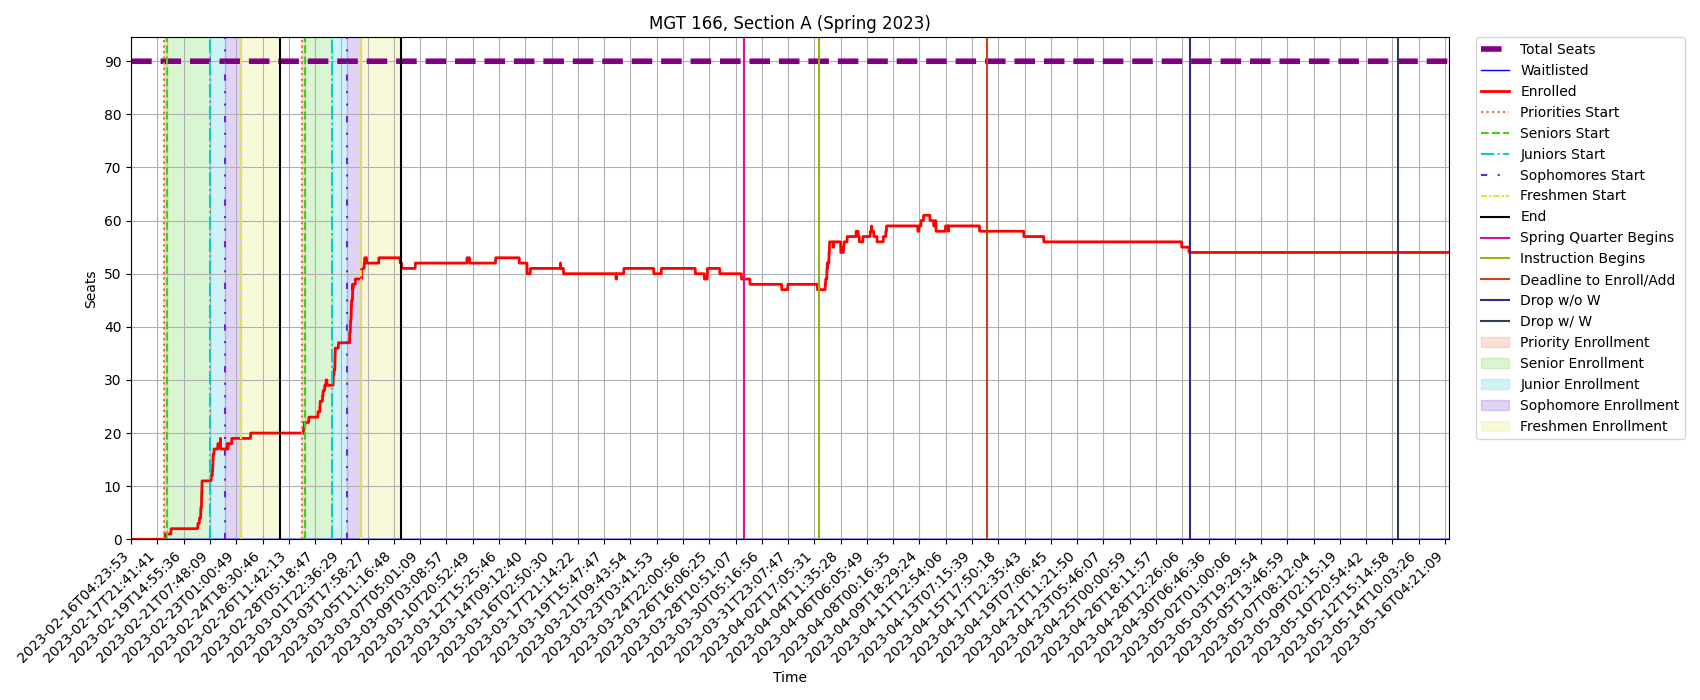 MGT 166, Section A (Spring 2023)
Seats
90
80
70
60
50
40
30
20
10
0
2023-02-16T04:23:53
2023-02-17T21:41:41
2023-02-19T14:55:36
2023-02-21T07:48:09
2023-02-23T01:00:49
2023-02-24T18:30:46
2023-02-26T11:42:13
2023-02-28T05:18:47
2023-03-01T22:36:29
2023-03-03T17:58:27
2023-03-05T11:16:48
2023-03-07T05:01:09
2023-03-09T03:08:57
2023-03-10T20:52:49
2023-03-12T15:25:46
2023-03-14T09:12:40
2023-03-16T02:50:30
2023-03-17T21:14:22
2023-03-19T15:47:47
2023-03-21T09:43:54
2023-03-23T03:41:53
2023-03-24T22:00:56
2023-03-26T16:06:25
2023-03-28T10:51:07
2023-03-30T05:16:56
2023-03-31T23:07:47
2023-04-02T17:05:31
2023-04-04T11:35:28
2023-04-06T06:05:49
2023-04-08T00:16:35
2023-04-09T18:29:24
2023-04-11T12:54:06
2023-04-13T07:15:39
2023-04-15T17:50:18
2023-04-17T12:35:43
2023-04-19T07:06:45
2023-04-21T11:21:50
2023-04-23T05:46:07
2023-04-25T00:00:59
2023-04-26T18:11:57
2023-04-28T12:26:06
2023-04-30T06:46:36
2023-05-02T01:00:06
2023-05-03T19:29:54
2023-05-05T13:46:59
2023-05-07T08:12:04
2023-05-09T02:15:19
2023-05-10T20:54:42
2023-05-12T15:14:58
2023-05-14T10:03:26
2023-05-16T04:21:09
Time
Total Seats
Waitlisted
Enrolled
Priorities Start
Seniors Start
Juniors Start
Sophomores Start
Freshmen Start
End
Spring Quarter Begins
Instruction Begins
Deadline to Enroll/Add
Drop w/o W
Drop w/ W
Priority Enrollment
Senior Enrollment
Junior Enrollment
Sophomore Enrollment
Freshmen Enrollment